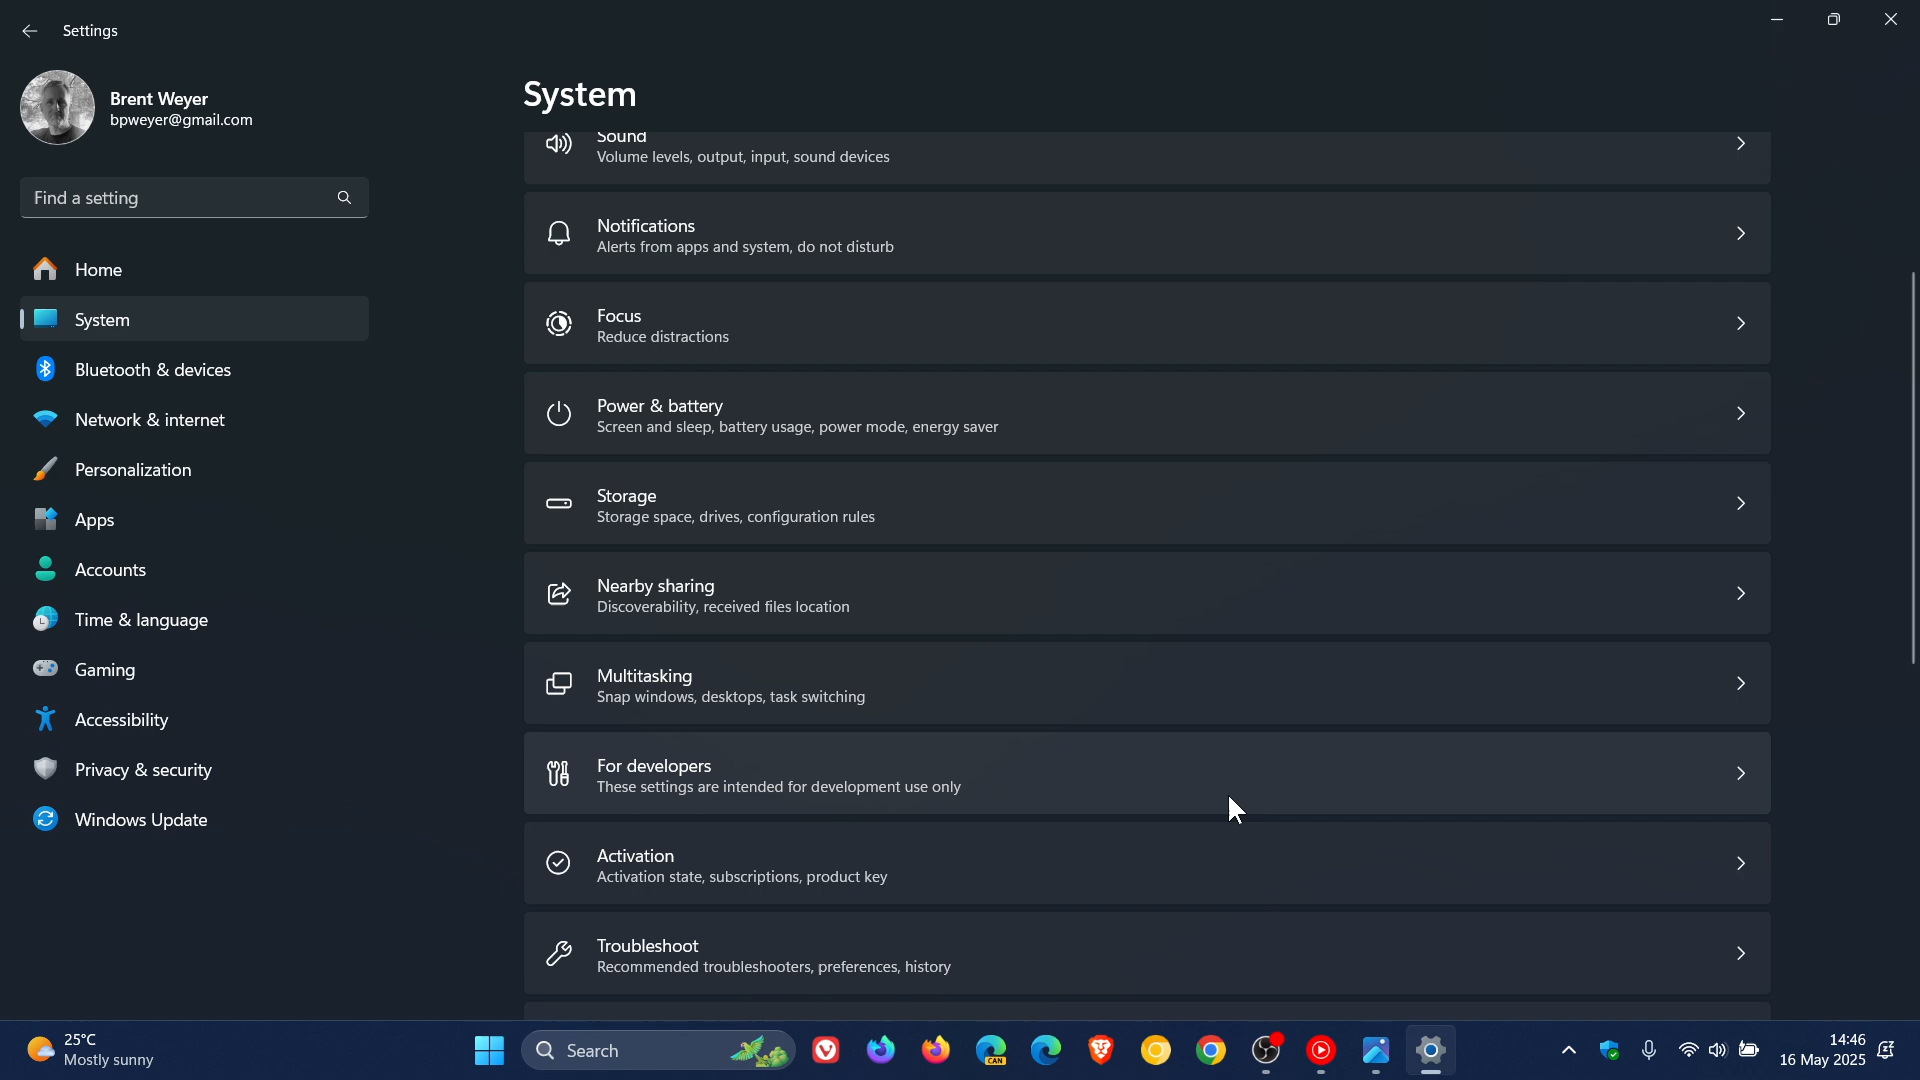 Settings
Brent Weyer
bpweyer@gmail.com
Find a setting
Home
System
Bluetooth & devices
Network & internet
Personalization
Apps
Accounts
Time & language
Gaming
Accessibility
Privacy & security
Windows Update
System
Sound
Volume levels, output, input, sound devices
Notifications
Alerts from apps and system, do not disturb
Focus
Reduce distractions
Power & battery
Screen and sleep, battery usage, power mode, energy saver
Storage
Storage space, drives, configuration rules
Nearby sharing
Discoverability, received files location
Multitasking
Snap windows, desktops, task switching
For developers
These settings are intended for development use only
Activation
Activation state, subscriptions, product key
Troubleshoot
Recommended troubleshooters, preferences, history
25°C
Mostly sunny
Search
CAN
14:46
16 May 2025